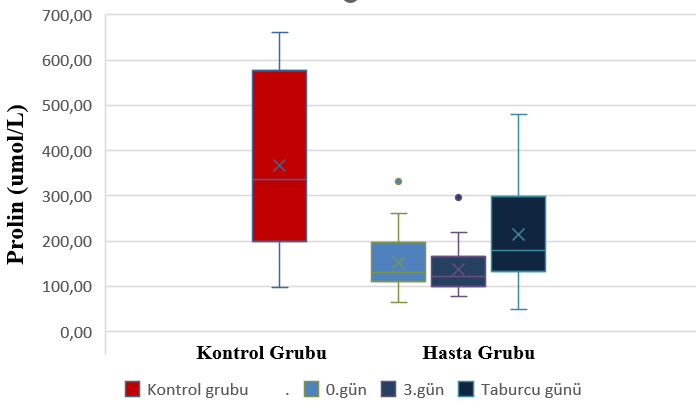 700,00
600,00
500,00
400,00
300,00
200,00
100,00
0,00
Prolin (umol/L)
Kontrol Grubu Hasta Grubu
Kontrol grubu . 0.gün 3.gün Taburcu günü